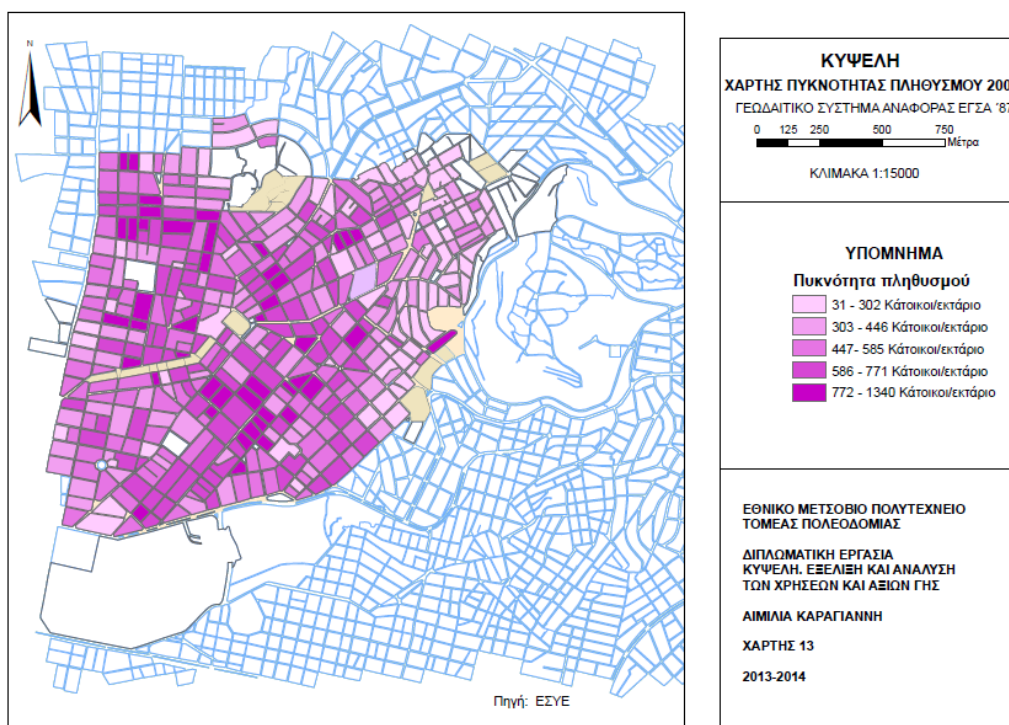 N
Πηγή: ΕΣΥΕ
ΚΥΨΕΛΗ
ΧΑΡΤΗΣ ΠΥΚΝΟΤΗΤΑΣ ΠΛΗΘΥΣΜΟΥ 200
ΓΕΩΔΑΙΤΙΚΟ ΣΥΣΤΗΜΑ ΑΝΑΦΟΡΑΣ ΕΓΣΑ '87
0 125 250 500 750
Μέτρα
ΚΛΙΜΑΚΑ 1:15000
ΥΠΟΜΝΗΜΑ
Πυκνότητα πληθυσμού
31 - 302 Κάτοικοι/εκτάριο
303 - 446 Κάτοικοι/εκτάριο
447- 585 Κάτοικοι/εκτάριο
586 - 771 Κάτοικοι/εκτάριο
772 - 1340 Κάτοικοι/εκτάριο
ΕΘΝΙΚΟ ΜΕΤΣΟΒΙΟ ΠΟΛΥΤΕΧΝΕΙΟ
ΤΟΜΕΑΣ ΠΟΛΕΟΔΟΜΙΑΣ
ΔΙΠΛΩΜΑΤΙΚΗ ΕΡΓΑΣΙΑ
ΚΥΨΕΛΗ. ΕΞΕΛΙΞΗ ΚΑΙ ΑΝΑΛΥΣΗ
ΤΩΝ ΧΡΗΣΕΩΝ ΚΑΙ ΑΞΙΩΝ ΓΗΣ
ΑΙΜΙΛΙΑ ΚΑΡΑΓΙΑΝΝΗ
ΧΑΡΤΗΣ 13
2013-2014